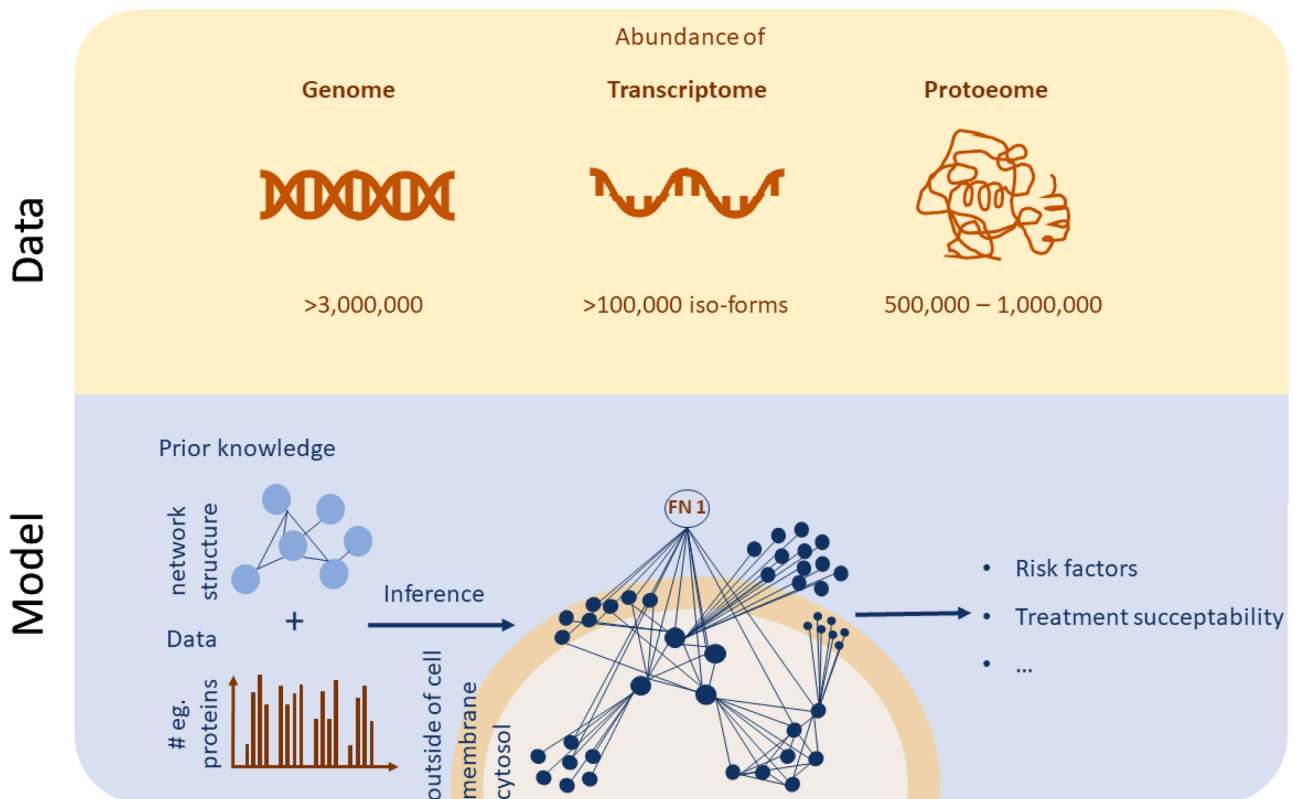 Data
Abundance of
Genome
Transcriptome
Protoeome
>3,000,000
>100,000 iso-forms
500,000 – 1,000,000
Model
Prior knowledge
network
structure
+
Data
# eg.
proteins
Inference
outside of cell
membrane
cytosol
FN 1
• Risk factors
• Treatment succeptability
• ...